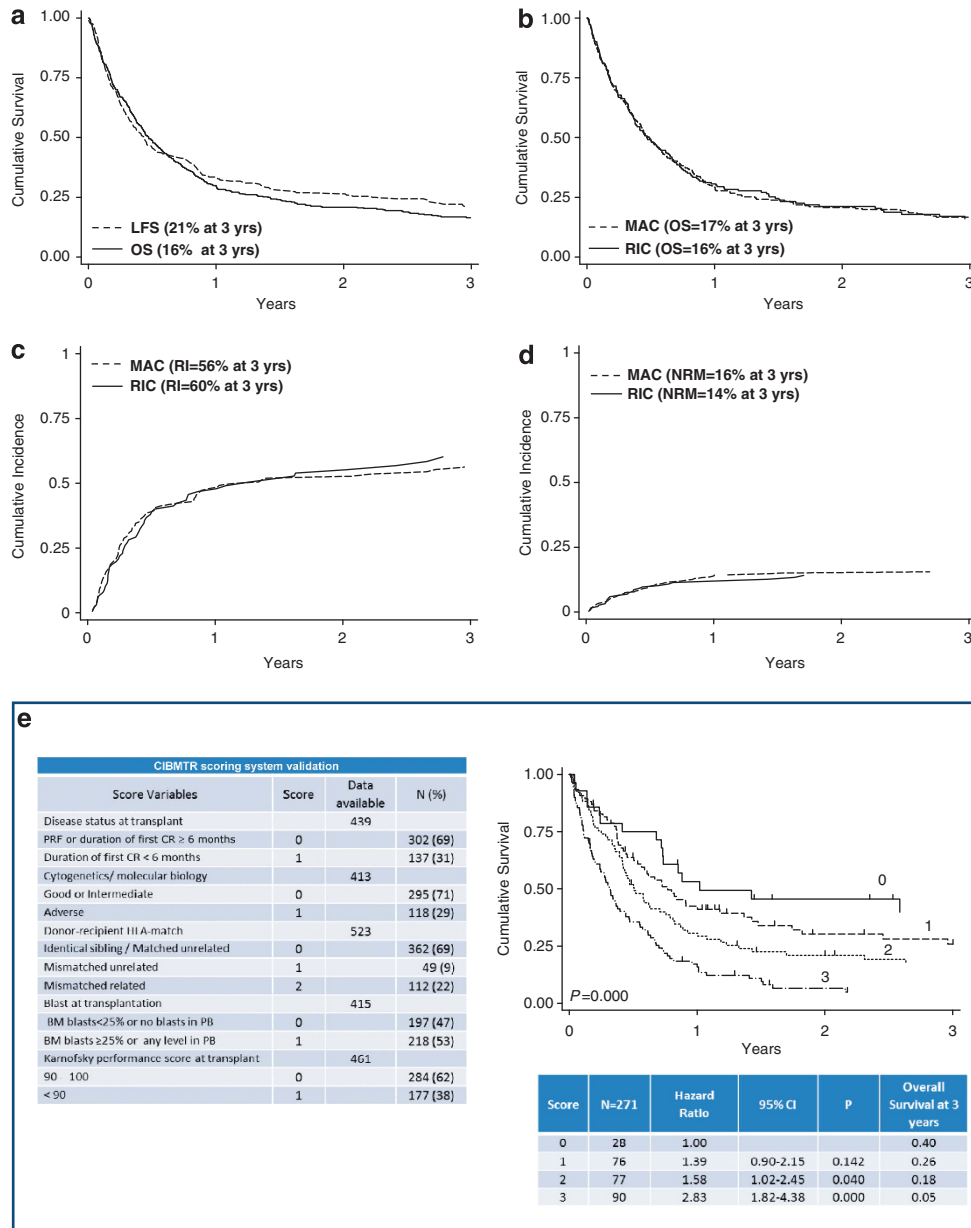 a
1.00
0.75
0.50
0.25
0.00
Cumulative Survival
LFS (21% at 3 yrs)
OS (16% at 3 yrs)
0 1 2 3
Years
b
1.00
0.75
0.50
0.25
0.00
Cumulative Survival
MAC (OS=17% at 3 yrs)
RIC (OS=16% at 3 yrs)
0 1 2 3
Years
c
1
0.75
0.5
0.25
0
Cumulative Incidence
MAC (RI=56% at 3 yrs)
RIC (RI=60% at 3 yrs)
0 1 2 3
Years
d
1
0.75
0.5
0.25
0
Cumulative Incidence
MAC (NRM=16% at 3 yrs)
RIC (NRM=14% at 3 yrs)
0 1 2 3
Years
e
CIBMTR scoring system validation
Score Variables Score Data available N (%)
Disease status at transplant 439
PRF or duration of first CR ≥ 6 months 0 302 (69)
Duration of first CR < 6 months 1 137 (31)
Cytogenetics/ molecular biology 413
Good or Intermediate 0 295 (71)
Adverse 1 118 (29)
Donor-recipient HLA-match 523
Identical sibling / Matched unrelated 0 362 (69)
Mismatched unrelated 1 49 (9)
Mismatched related 2 112 (22)
Blast at transplantation 415
BM blasts<25% or no blasts in PB 0 197 (47)
BM blasts ≥25% or any level in PB 1 218 (53)
Karnofsky performance score at transplant 461
90 100 0 284 (62)
< 90 1 177 (38)
1.00
0.75
0.50
0.25
0.00
Cumulative Survival
0
1
2
3
P=0.000
0 1 2 3
Years
Score N=271 Hazard Ratio 95% CI P Overall Survival at 3 years
0 28 1.00 0.40
1 76 1.39 0.90-2.15 0.142 0.26
2 77 1.58 1.02-2.45 0.040 0.18
3 90 2.83 1.82-4.38 0.000 0.05